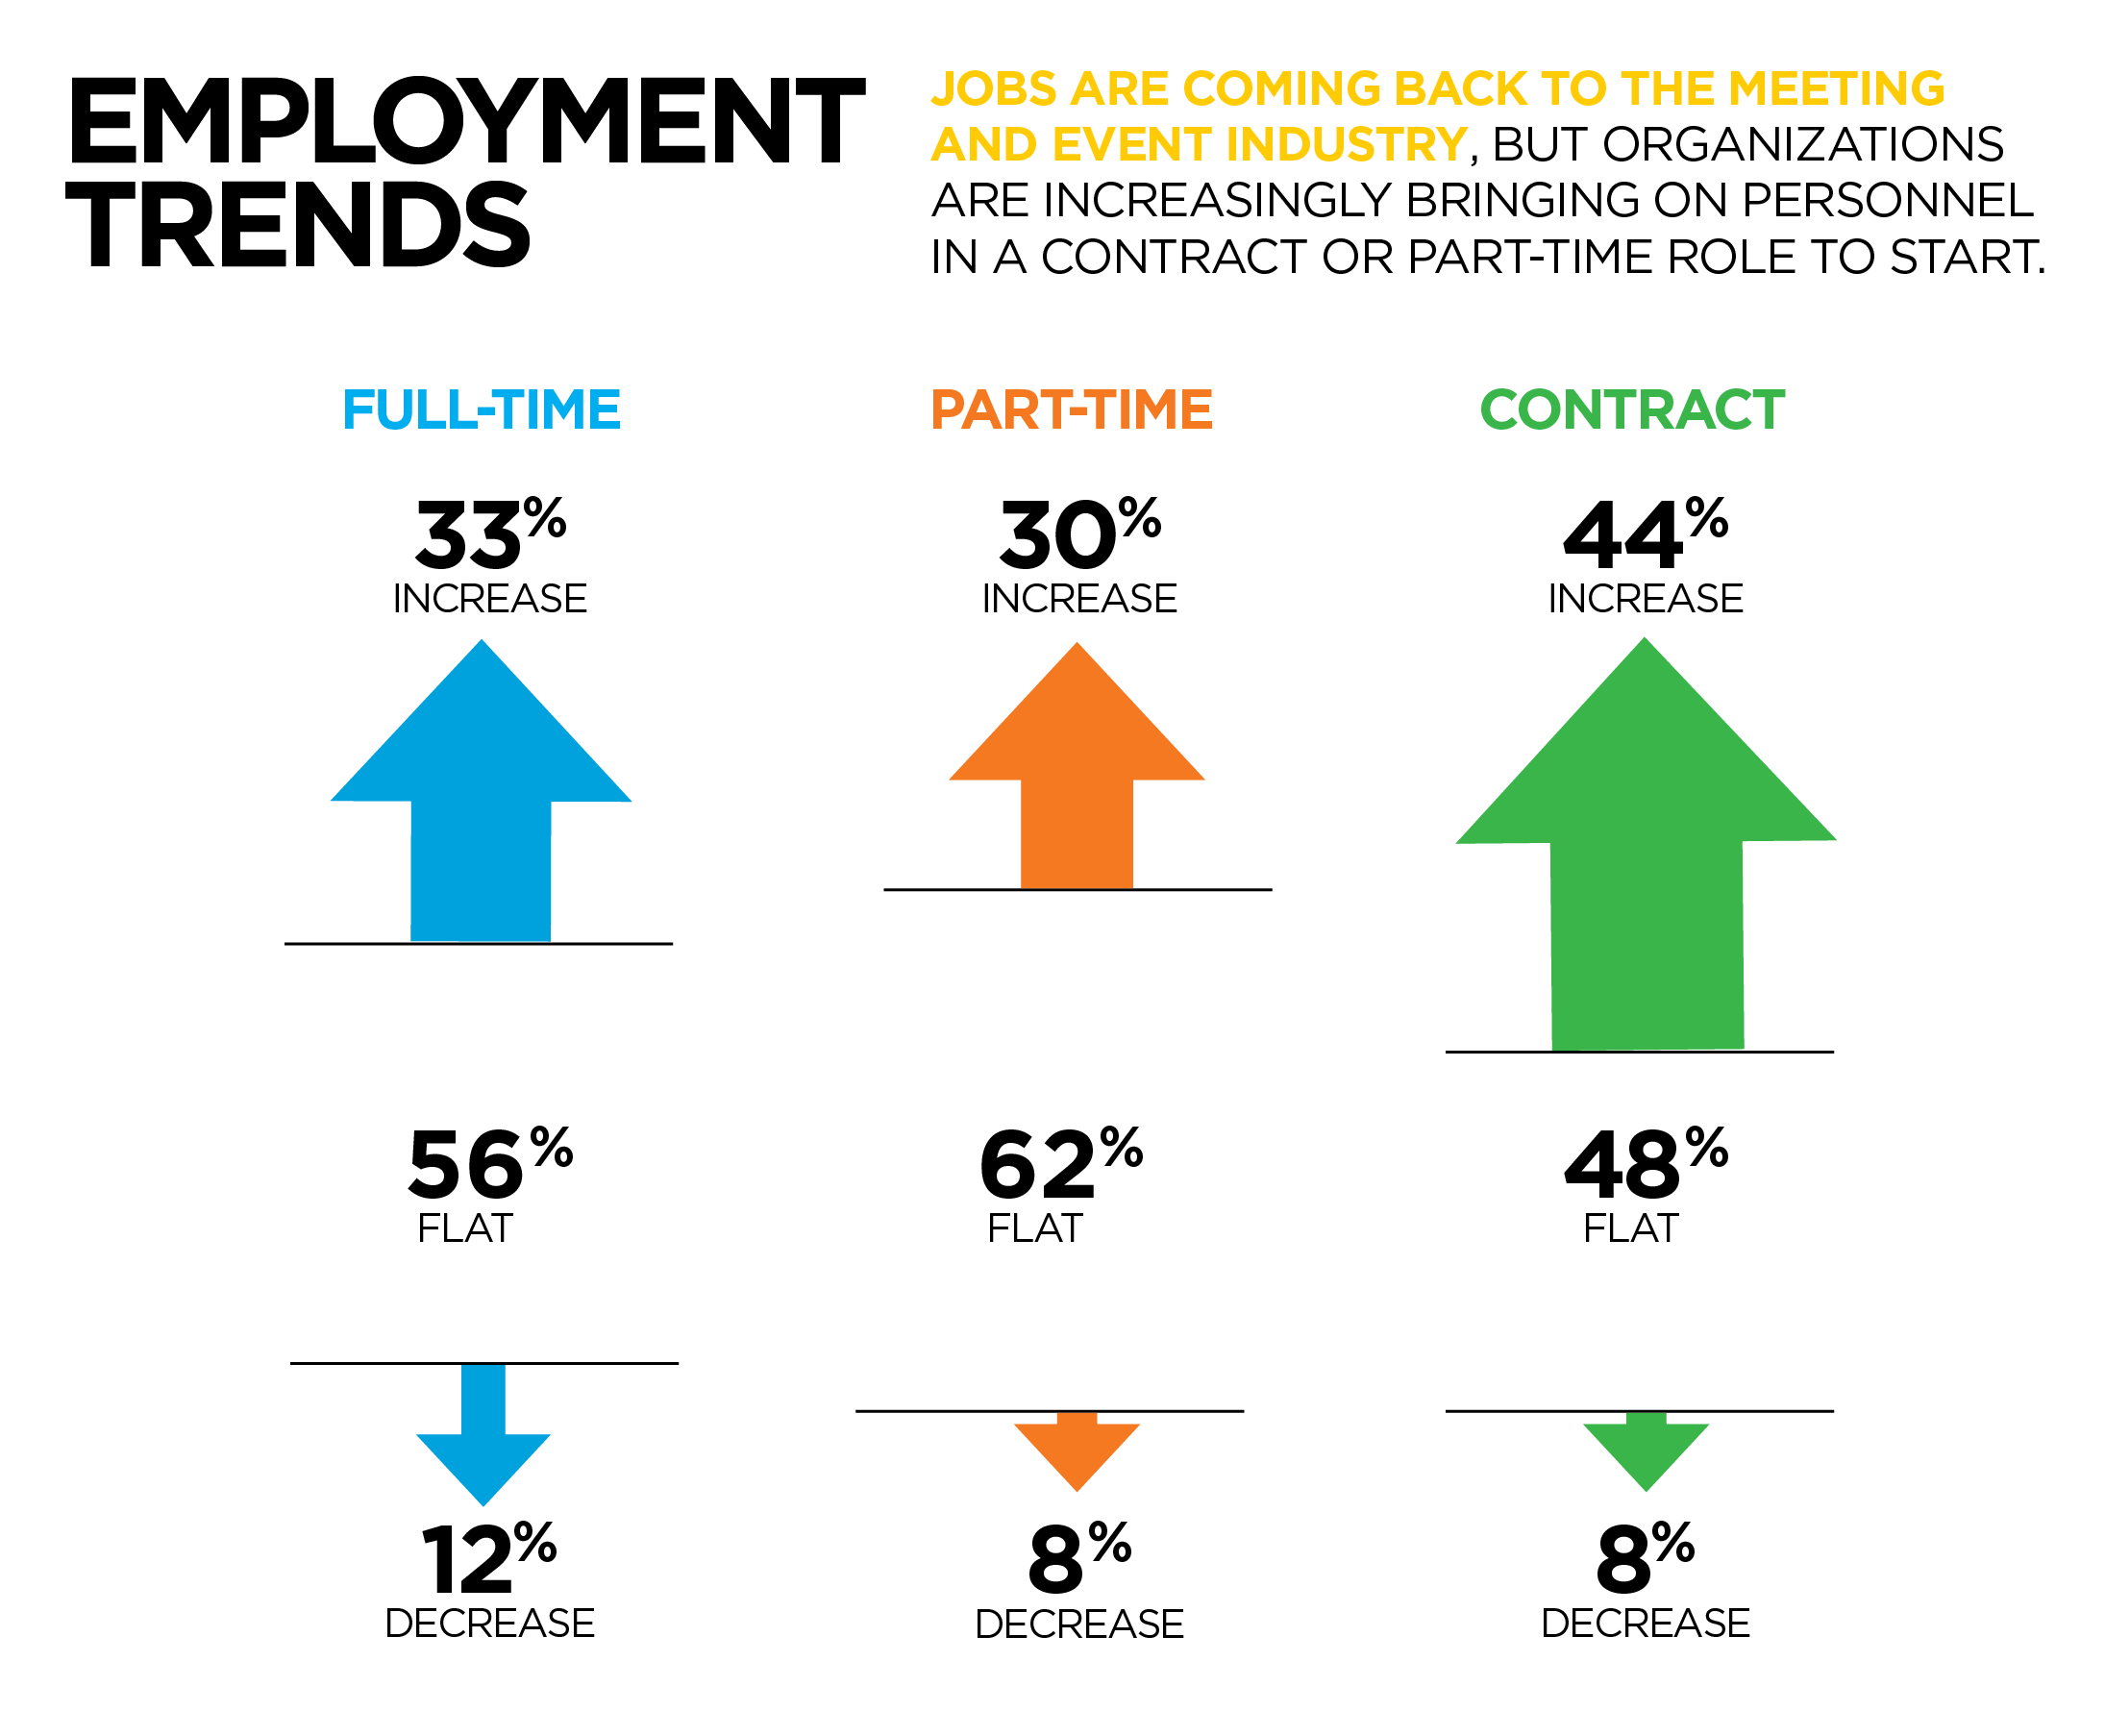 EMPLOYMENT
TRENDS
JOBS ARE COMING BACK TO THE MEETING
AND EVENT INDUSTRY, BUT ORGANIZATIONS
ARE INCREASINGLY BRINGING ON PERSONNEL
IN A CONTRACT OR PART-TIME ROLE TO START.
FULL-TIME PART-TIME CONTRACT
33% 30% 44%
INCREASE INCREASE INCREASE
56% 62% 48%
FLAT FLAT FLAT
12% 8% 8%
DECREASE DECREASE DECREASE